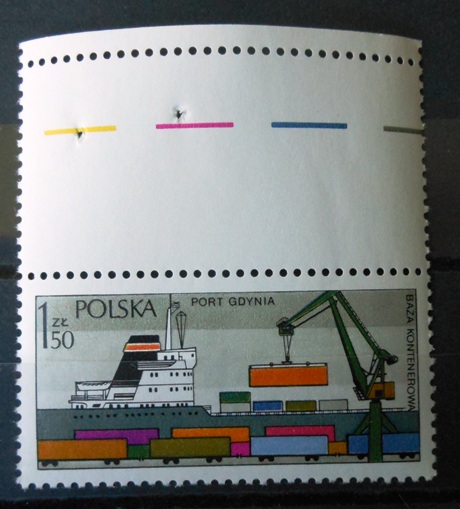 1 ZŁ
50
POLSKA
PORT GDYNIA
BAZA KONTENEROWA